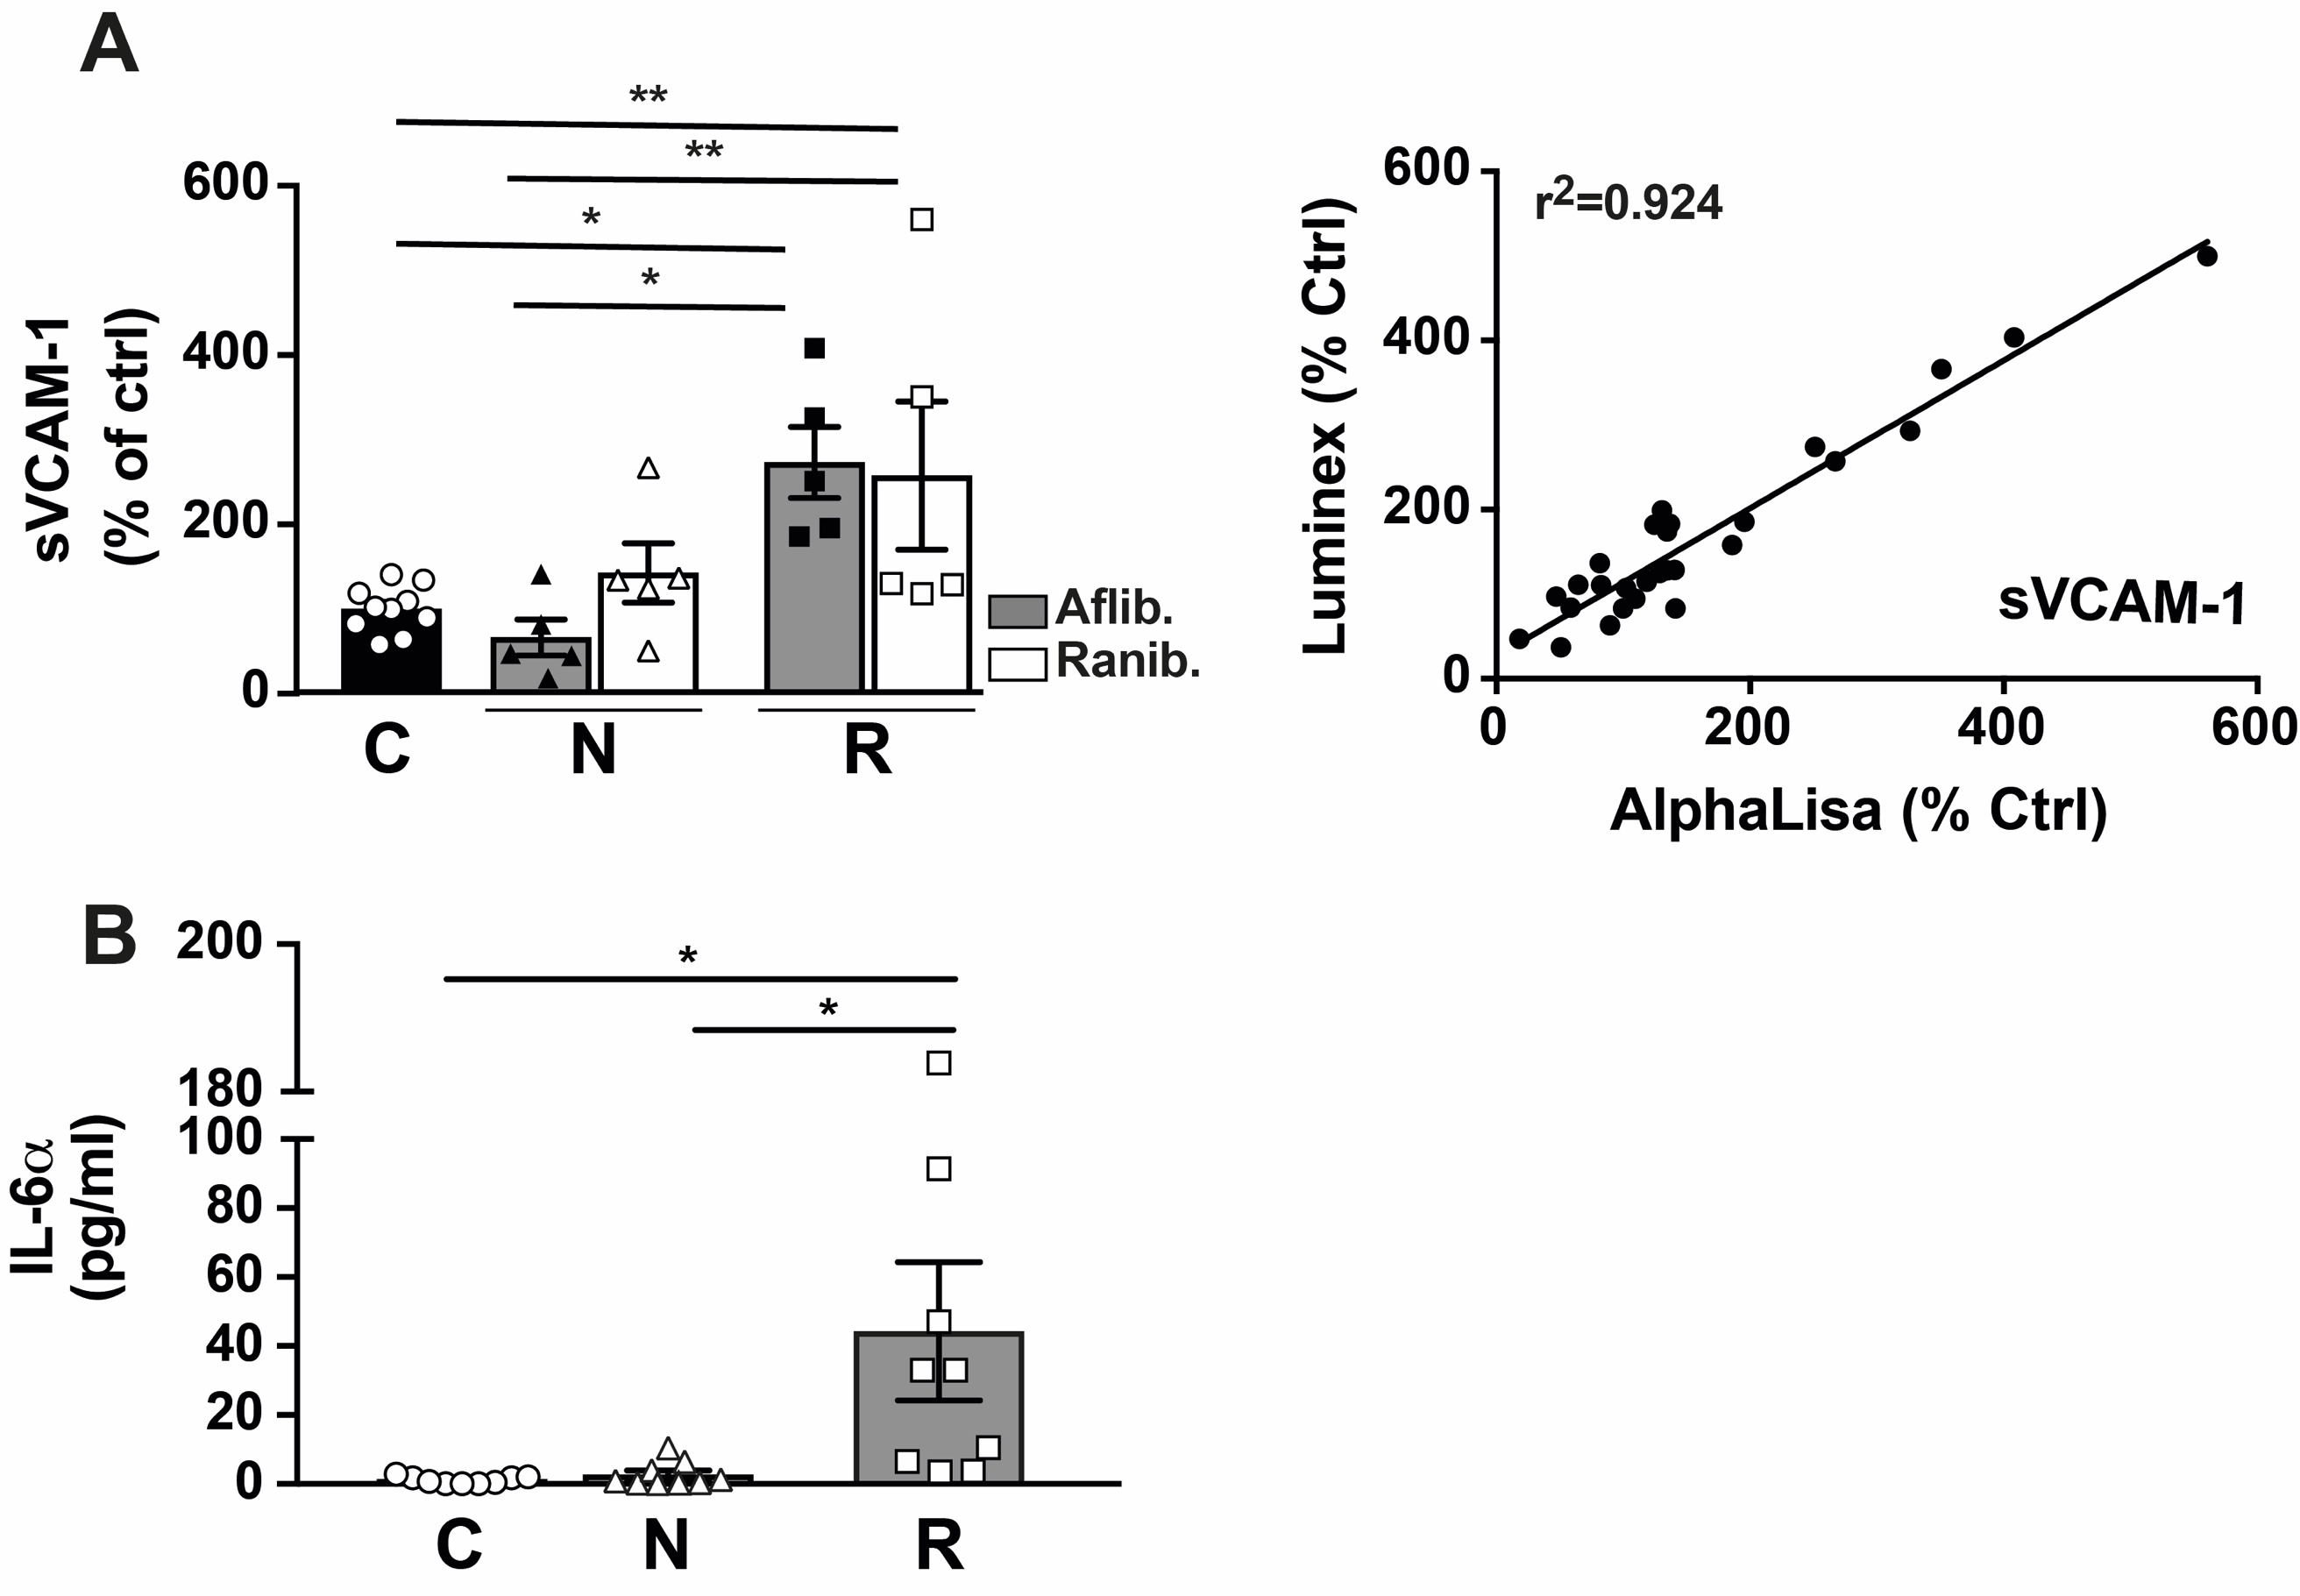 A
**
**
*
*
sVCAM-1
(% of ctrl)
600
400
200
0
C N R
Aflib.
Ranib.
r2=0.924
Luminex (% Ctrl)
600
400
200
0
sVCAM-1
0 200 400 600
AlphaLisa (% Ctrl)
B
*
*
IL-6α
(pg/ml)
200
180
100
80
60
40
20
0
C N R